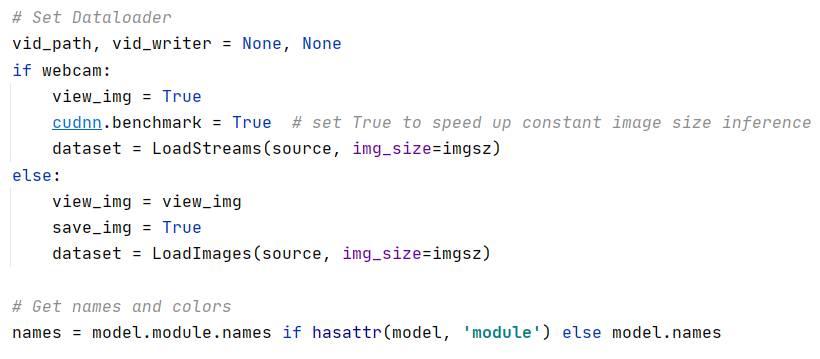 # Set Dataloader
vid_path, vid_writer = None, None
if webcam:
    view_img = True
    cudnn.benchmark = True  # set True to speed up constant image size inference
    dataset = LoadStreams(source, img_size=imgsz)
else:
    view_img = view_img
    save_img = True
    dataset = LoadImages(source, img_size=imgsz)

# Get names and colors
names = model.module.names if hasattr(model, 'module') else model.names